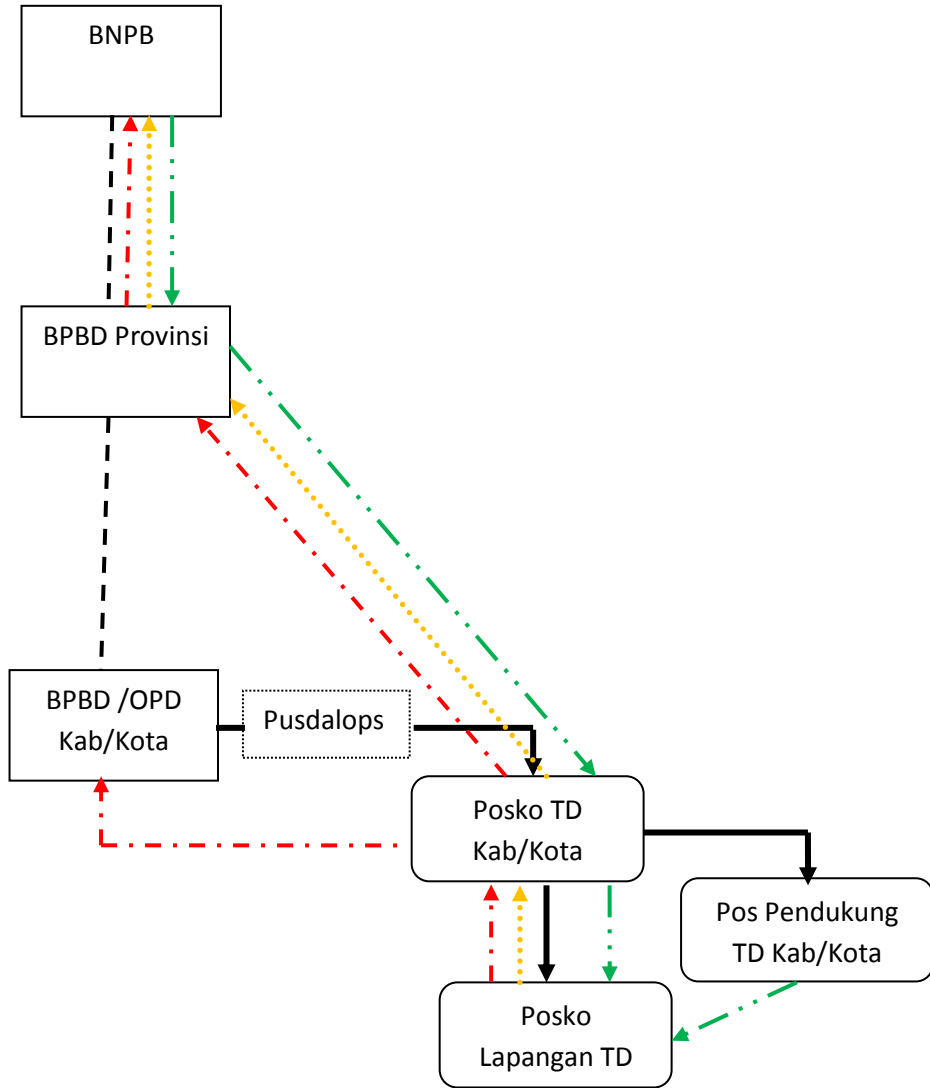 BNPB
BPBD Provinsi
BPBD /OPD
Kab/Kota
Pusdalops
Posko TD
Kab/Kota
Pos Pendukung
TD Kab/Kota
Posko
Lapangan TD